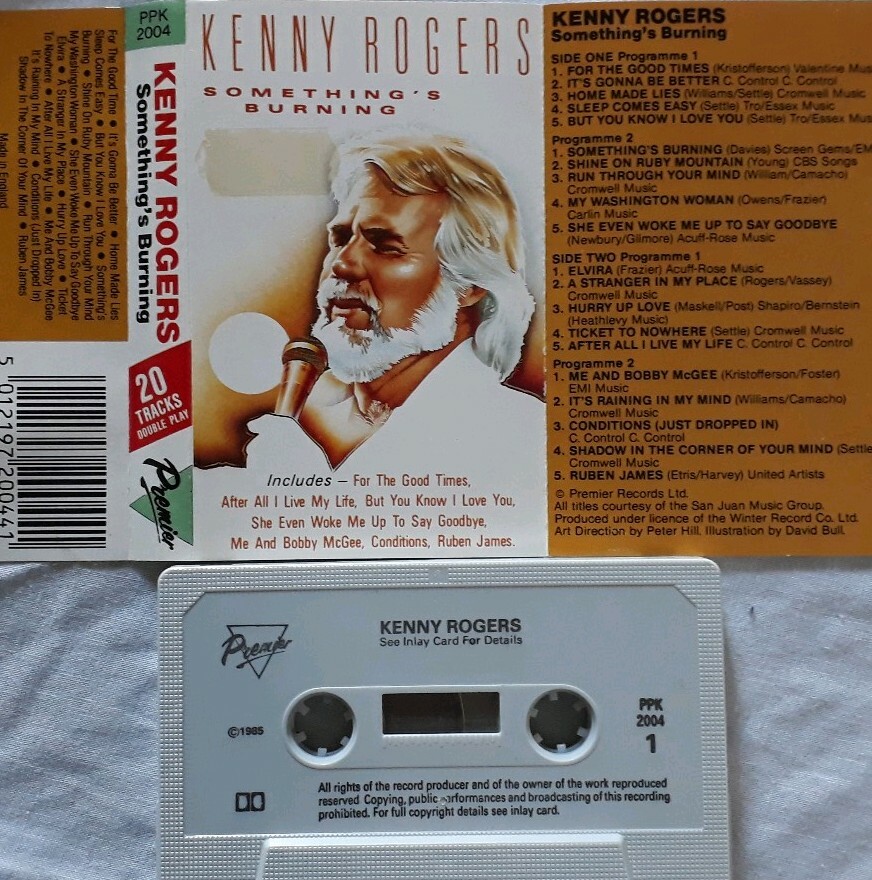 For The Good Time ● It's Gonna Be Better ● Home Made Lies
Sleep Comes Easy ● But You Know I Love You ● Something's
Burning ● Shine On Ruby Mountain ● Run Through Your Mind
My Washington Woman ● She Even Woke Me Up To Say Goodbye
Elvira ● A Stranger In My Place ● Hurry Up Love ● Ticket
To Nowhere ● After All I Live My Life ● Me And Bobby McGee
It's Raining In My Mind ● Conditions (Just Dropped In)
Shadow In The Corner Of Your Mind ● Ruben James
Made in England
5 012197 200441
PPK
2004
KENNY ROGERS
Something's Burning
20
TRACKS
DOUBLE PLAY
Premier
KENNY ROGERS
SOMETHING'S
BURNING
Includes – For The Good Times,
After All I Live My Life, But You Know I Love You,
She Even Woke Me Up To Say Goodbye,
Me And Bobby McGee, Conditions, Ruben James.
KENNY ROGERS
Something's Burning
SIDE ONE Programme 1
1. FOR THE GOOD TIMES (Kristofferson) Valentine Mus
2. IT'S GONNA BE BETTER C. Control C. Control
3. HOME MADE LIES (Williams/Settle) Cromwell Music
4. SLEEP COMES EASY (Settle) Tro/Essex Music
5. BUT YOU KNOW I LOVE YOU (Settle) Tro/Essex Mus
Programme 2
1. SOMETHING'S BURNING (Davies) Screen Gems/EM
2. SHINE ON RUBY MOUNTAIN (Young) CBS Songs
3. RUN THROUGH YOUR MIND (William/Camacho)
Cromwell Music
4. MY WASHINGTON WOMAN (Owens/Frazier)
Carlin Music
5. SHE EVEN WOKE ME UP TO SAY GOODBYE
(Newbury/Gilmore) Acuff-Rose Music
SIDE TWO Programme 1
1. ELVIRA (Frazier) Acuff-Rose Music
2. A STRANGER IN MY PLACE (Rogers/Vassey)
Cromwell Music
3. HURRY UP LOVE (Maskell/Post) Shapiro/Bernstein
(Heathlevy Music)
4. TICKET TO NOWHERE (Settle) Cromwell Music
5. AFTER ALL I LIVE MY LIFE C. Control C. Control
Programme 2
1. ME AND BOBBY McGEE (Kristofferson/Foster)
EMI Music
2. IT'S RAINING IN MY MIND (Williams/Camacho)
Cromwell Music
3. CONDITIONS (JUST DROPPED IN)
C. Control C. Control
4. SHADOW IN THE CORNER OF YOUR MIND (Settle
Cromwell Music
5. RUBEN JAMES (Etris/Harvey) United Artists
© Premier Records Ltd.
All titles courtesy of the San Juan Music Group.
Produced under licence of the Winter Record Co. Ltd.
Art Direction by Peter Hill, Illustration by David Bull.
Premier
KENNY ROGERS
See Inlay Card For Details
©1985
PPK
2004
1
All rights of the record producer and of the owner of the work reproduced
reserved. Copying, public performances and broadcasting of this recording
prohibited. For full copyright details see inlay card.